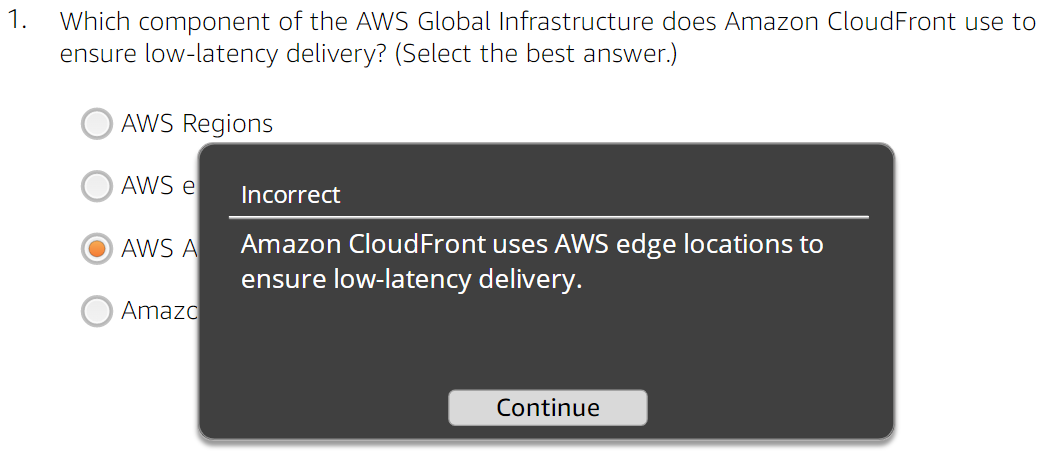 1. Which component of the AWS Global Infrastructure does Amazon CloudFront use to
ensure low-latency delivery? (Select the best answer.)
AWS Regions
AWS e
AWS A
Amazo
Incorrect
Amazon CloudFront uses AWS edge locations to
ensure low-latency delivery.
Continue